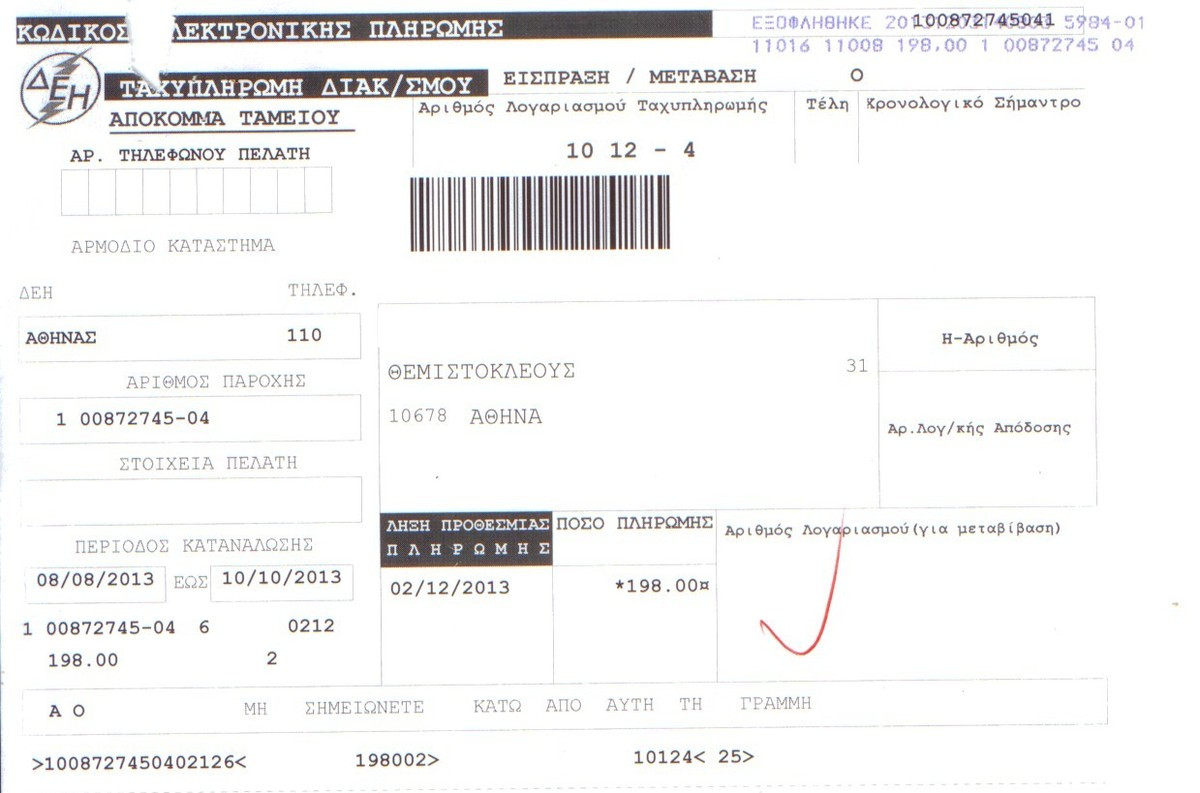 ΚΩΔΙΚΟΣ ΗΛΕΚΤΡΟΝΙΚΗΣ ΠΛΗΡΩΜΗΣ
100872745041
ΕΞΟΦΛΗΘΗΚΕ 5984-01
11016 11008 198,00 1 00872745 04
ΔΕΗ
ΤΑΧΥΠΛΗΡΩΜΗ ΔΙΑΚ/ΣΜΟΥ
ΕΙΣΠΡΑΞΗ / ΜΕΤΑΒΑΣΗ Ο
ΑΠΟΚΟΜΜΑ ΤΑΜΕΙΟΥ
Αριθμός Λογαριασμού Ταχυπληρωμής
Τέλη
Χρονολογικό Σήμαντρο
10 12 - 4
ΑΡ. ΤΗΛΕΦΩΝΟΥ ΠΕΛΑΤΗ
ΑΡΜΟΔΙΟ ΚΑΤΑΣΤΗΜΑ
ΔΕΗ ΤΗΛΕΦ.
ΑΘΗΝΑΣ 110
ΑΡΙΘΜΟΣ ΠΑΡΟΧΗΣ
1 00872745-04
ΣΤΟΙΧΕΙΑ ΠΕΛΑΤΗ
ΘΕΜΙΣΤΟΚΛΕΟΥΣ 31
10678 ΑΘΗΝΑ
Η-Αριθμός
Αρ.Λογ/κής Απόδοσης
ΠΕΡΙΟΔΟΣ ΚΑΤΑΝΑΛΩΣΗΣ
08/08/2013 ΕΩΣ 10/10/2013
ΛΗΞΗ ΠΡΟΘΕΣΜΙΑΣ
ΠΛΗΡΩΜΗΣ
02/12/2013
ΠΟΣΟ ΠΛΗΡΩΜΗΣ
*198.00¤
Αριθμός Λογαριασμού(για μεταβίβαση)
1 00872745-04 6 0212
198.00 2
Α Ο ΜΗ ΣΗΜΕΙΩΝΕΤΕ ΚΑΤΩ ΑΠΟ ΑΥΤΗ ΤΗ ΓΡΑΜΜΗ
>1008727450402126< 198002> 10124< 25>